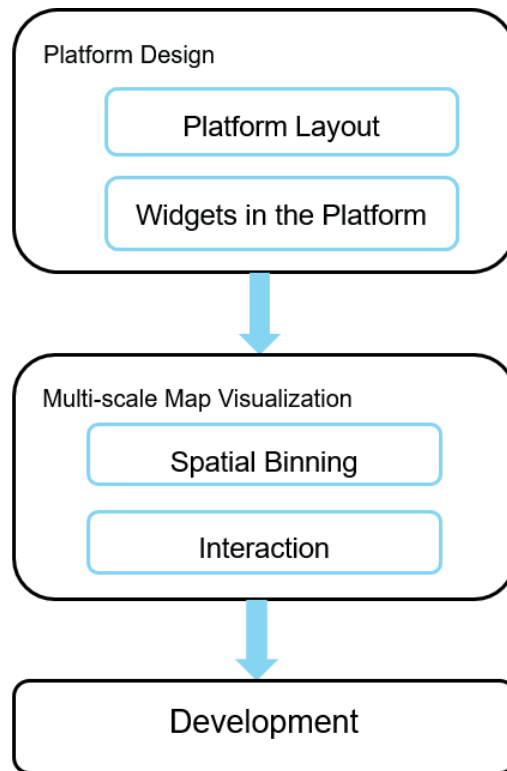 Platform Design
Platform Layout
Widgets in the Platform
Multi-scale Map Visualization
Spatial Binning
Interaction
Development